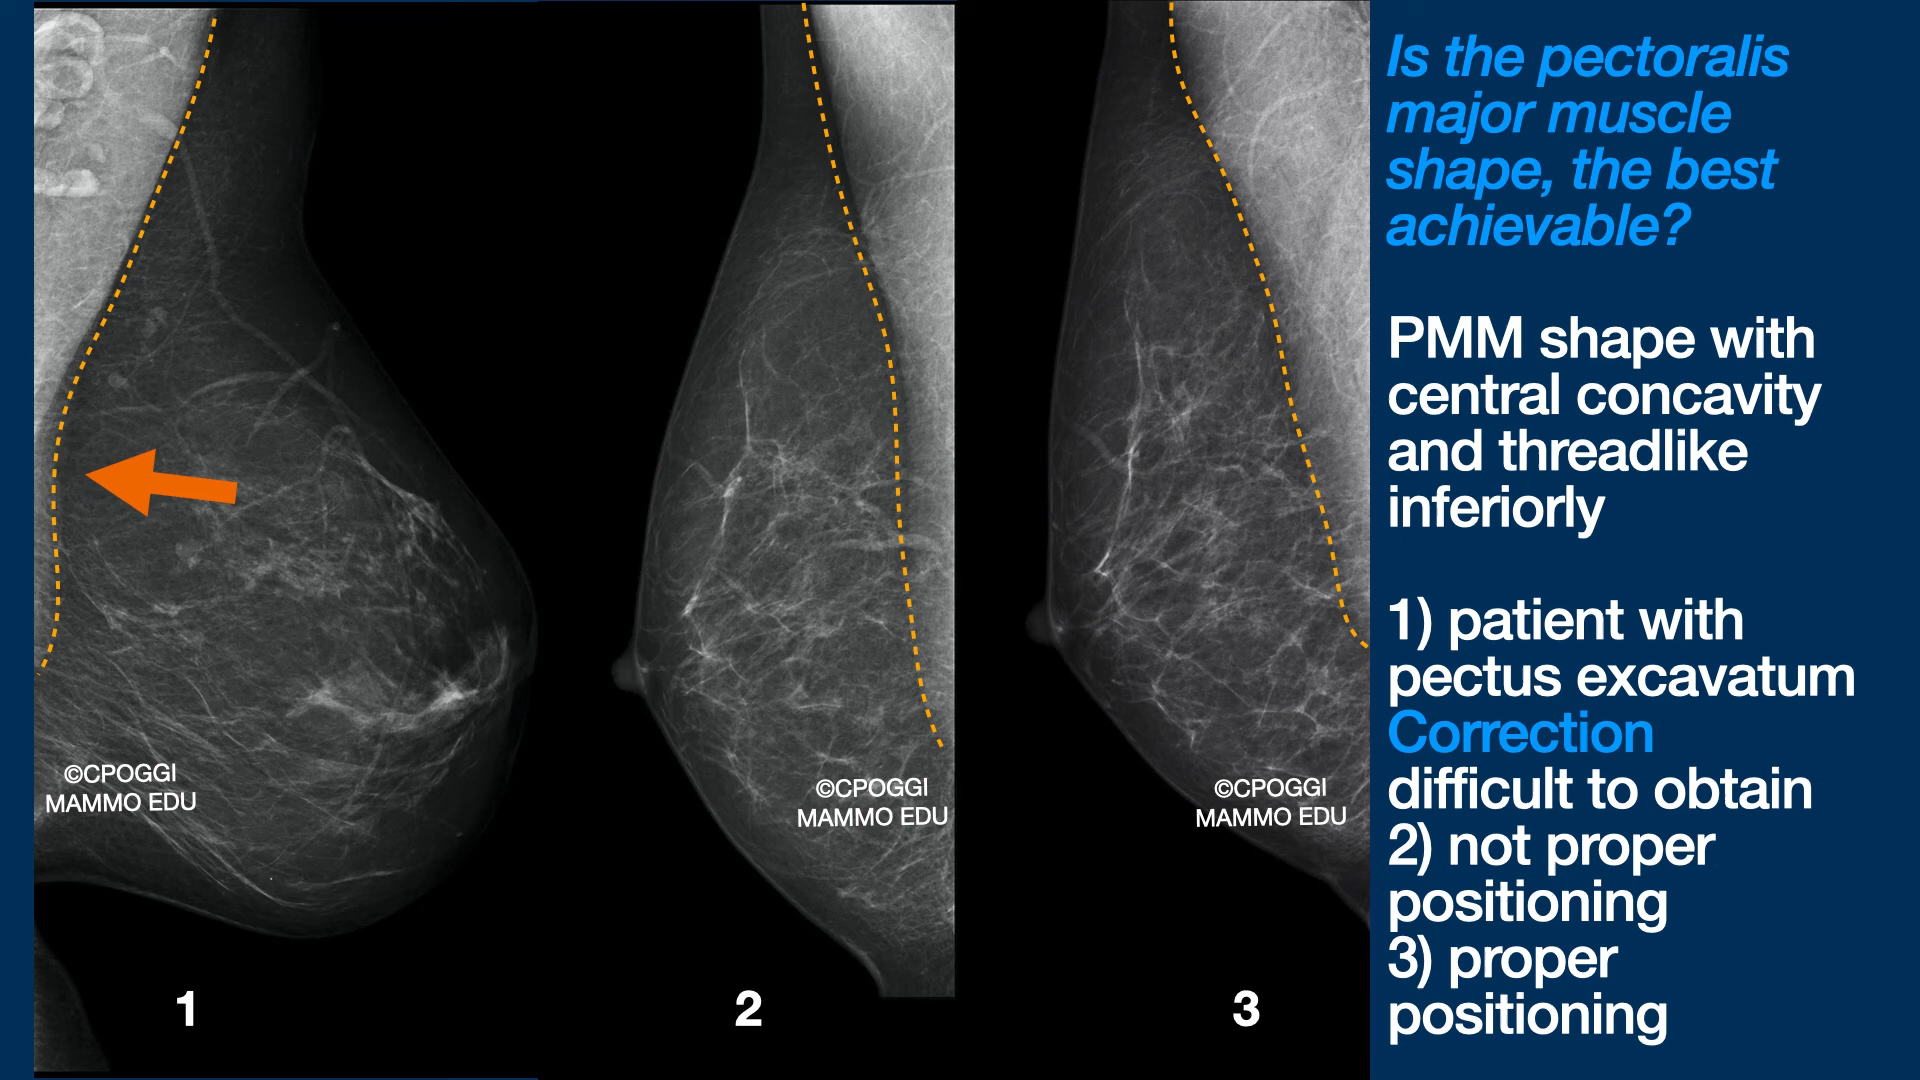 Is the pectoralis
major muscle
shape, the best
achievable?
PMM shape with
central concavity
and threadlike
inferiorly
1) patient with
pectus excavatum
Correction
difficult to obtain
2) not proper
positioning
3) proper
positioning
©CPOGGI
MAMMO EDU
©CPOGGI
MAMMO EDU
©CPOGGI
MAMMO EDU
1
2
3